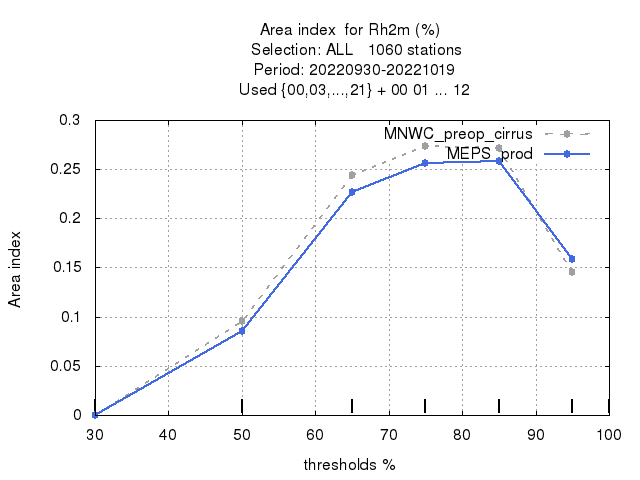 Area index for Rh2m (%)
Selection: ALL 1060 stations
Period: 20220930-20221019
Used {00,03,...,21} + 00 01 ... 12
MNWC_preop_cirrus
MEPS_prod
Area index
0.3
0.25
0.2
0.15
0.1
0.05
0
30 40 50 60 70 80 90 100
thresholds %